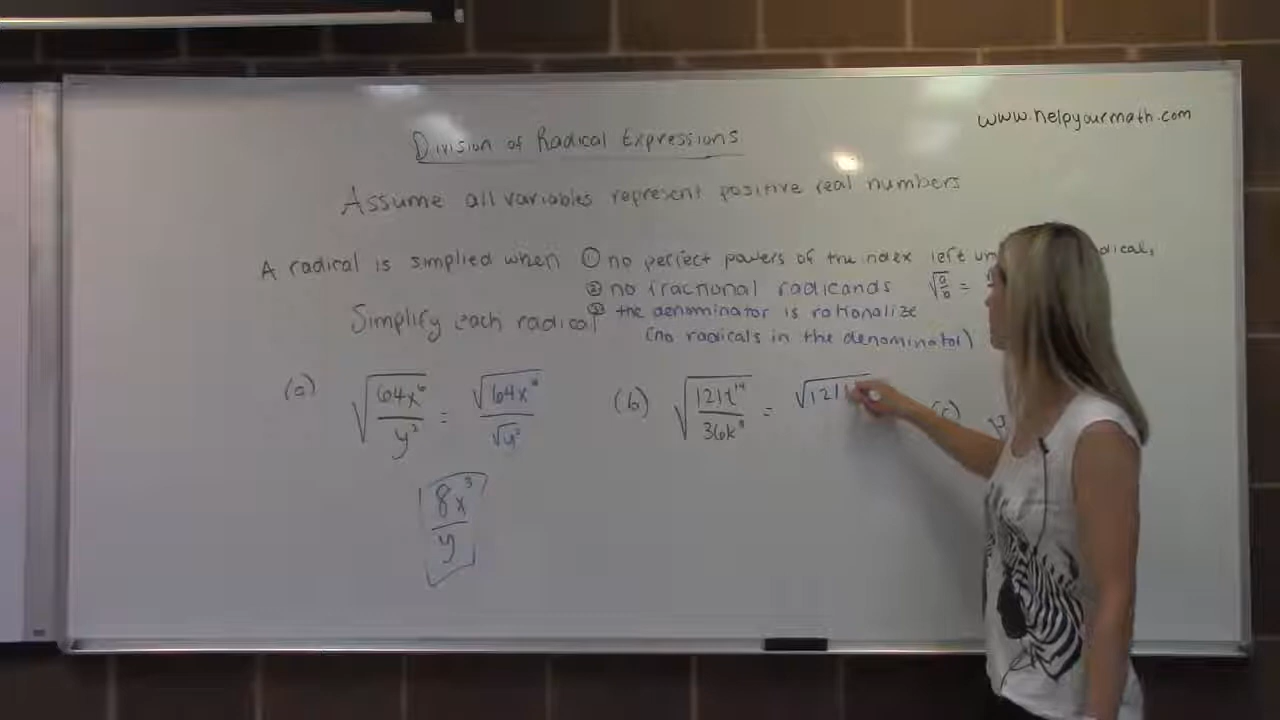 www.helpyourmath.com
Division of Radical Expressions
Assume all variables represent positive real numbers
A radical is simplied when ① no perfect powers of the index left
② no fractional radicands √(a/b) =
Simplify each radical ③ the denominator is rationalize
(no radicals in the denominator)
(a) √(64x⁶/y²) = √64x⁶/√y² (b) √(121t¹⁴/36k⁸) = √121 (c)
8x³/y